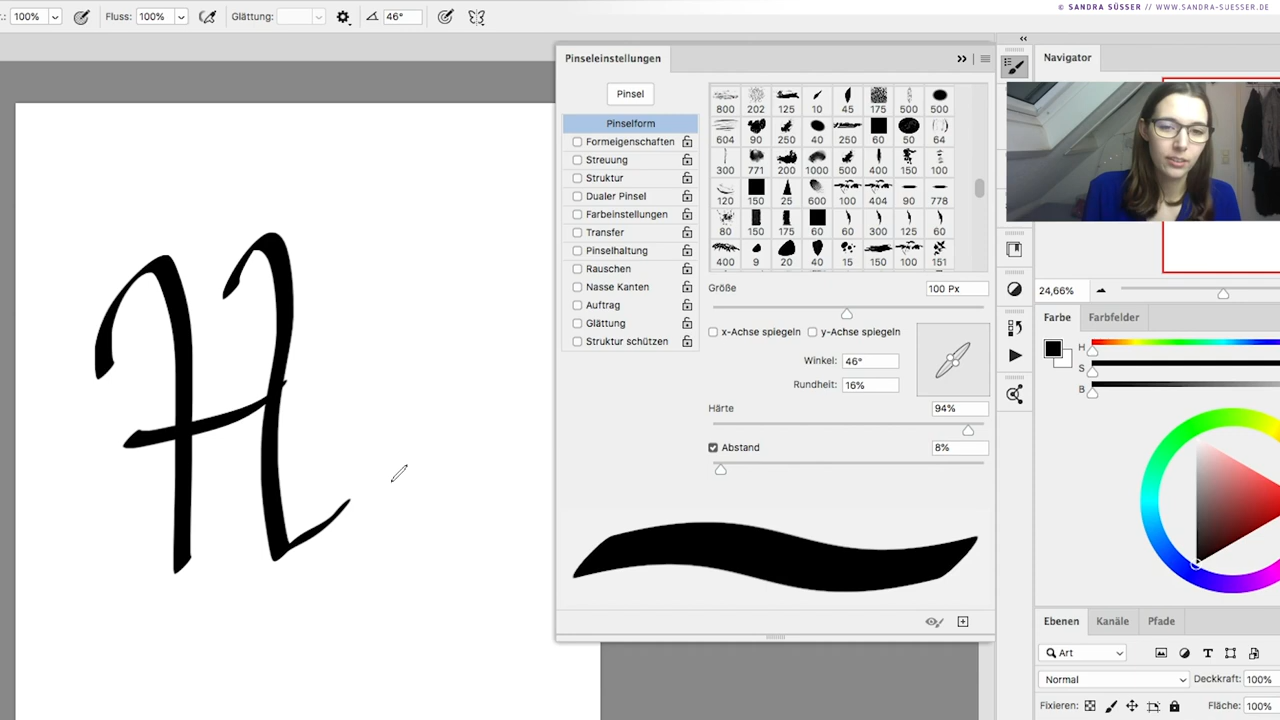 © SANDRA SÜSSER // WWW.SANDRA-SUESSER.DE
.: 100% Fluss: 100% Glättung: 46°
Pinseleinstellungen
Pinsel
Pinselform
Formeigenschaften
Streuung
Struktur
Dualer Pinsel
Farbeinstellungen
Transfer
Pinselhaltung
Rauschen
Nasse Kanten
Auftrag
Glättung
Struktur schützen
800 202 125 10 45 175 500 500
604 90 250 40 250 60 50 64
300 771 200 1000 500 400 150 100
120 150 25 600 100 404 90 778
80 150 175 60 60 300 125 60
400 9 20 40 15 150 100 151
Größe 100 Px
x-Achse spiegeln y-Achse spiegeln
Winkel: 46°
Rundheit: 16%
Härte 94%
Abstand 8%
H
Navigator
24,66%
Farbe Farbfelder
H
S
B
Ebenen Kanäle Pfade
Art
Normal Deckkraft: 100%
Fixieren: Fläche: 100%